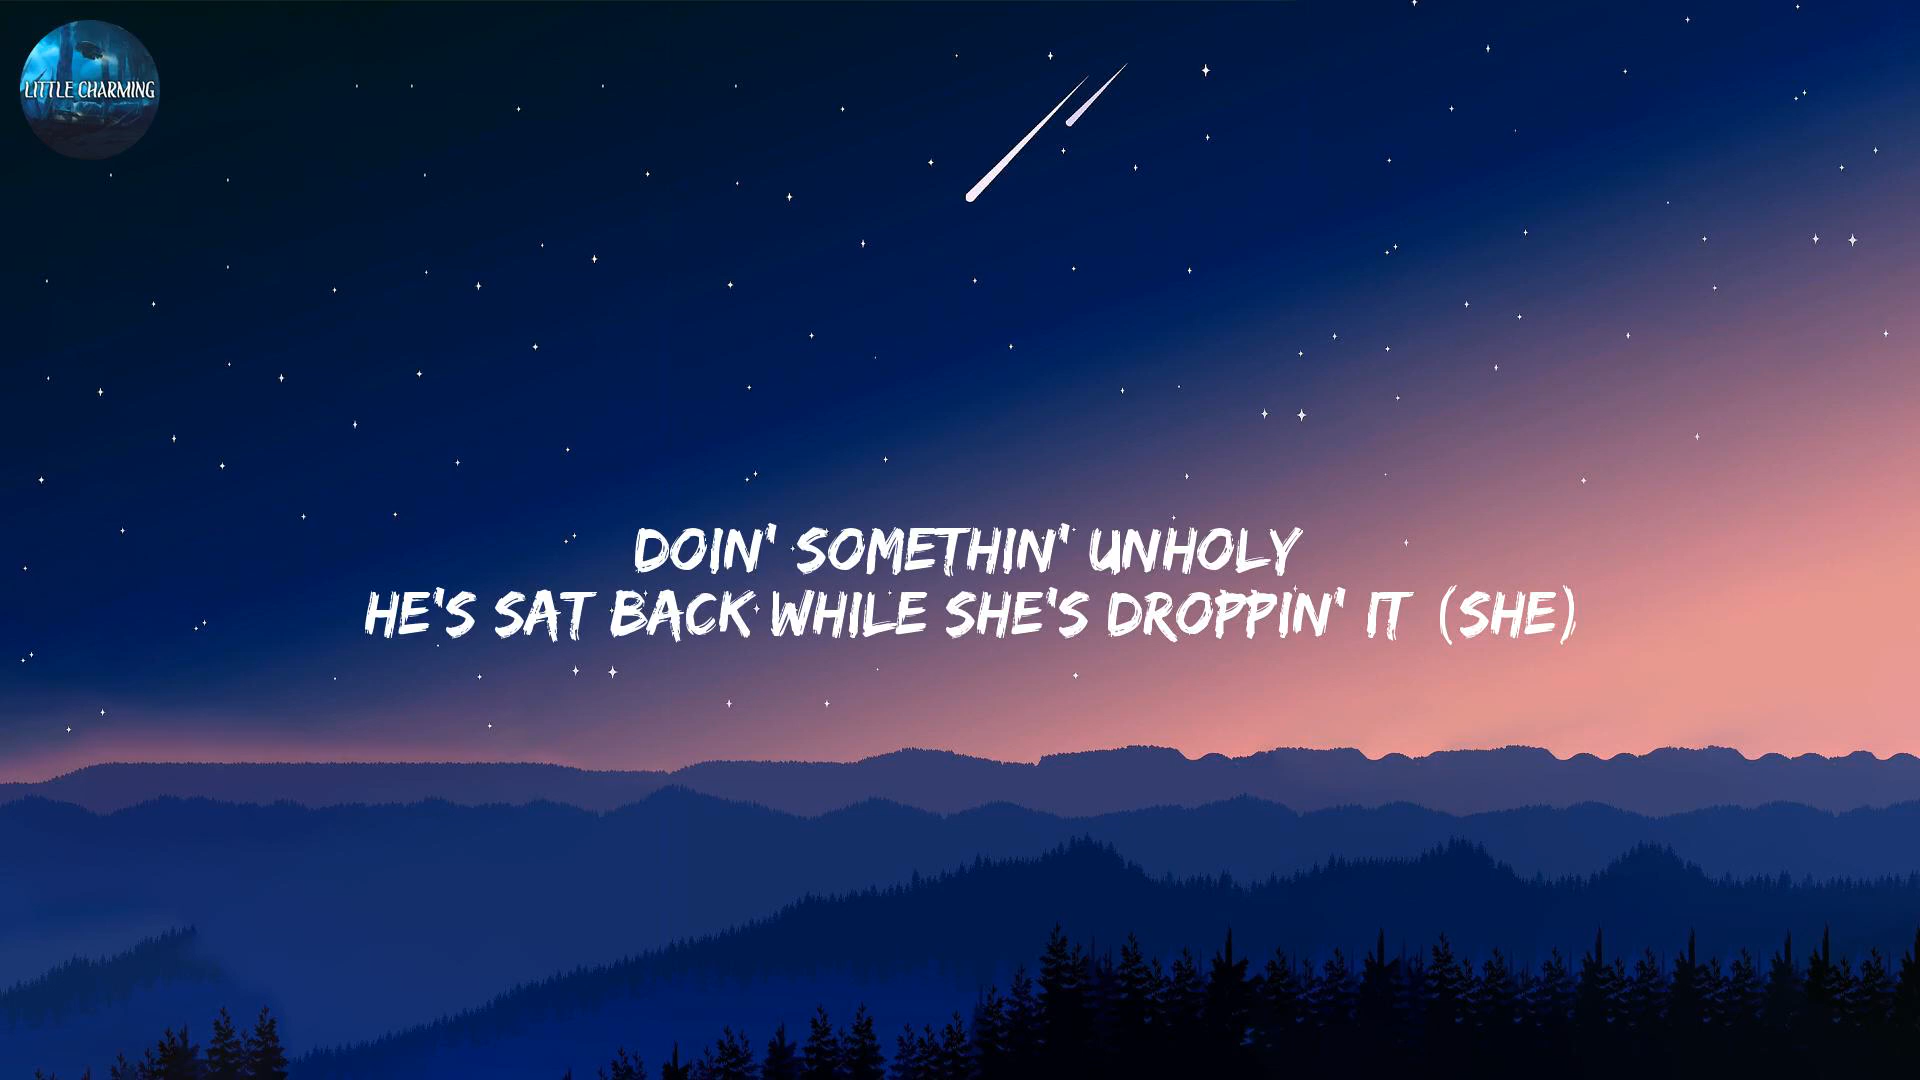 LITTLE CHARMING
DOIN' SOMETHIN' UNHOLY
HE'S SAT BACK WHILE SHE'S DROPPIN' IT (SHE)